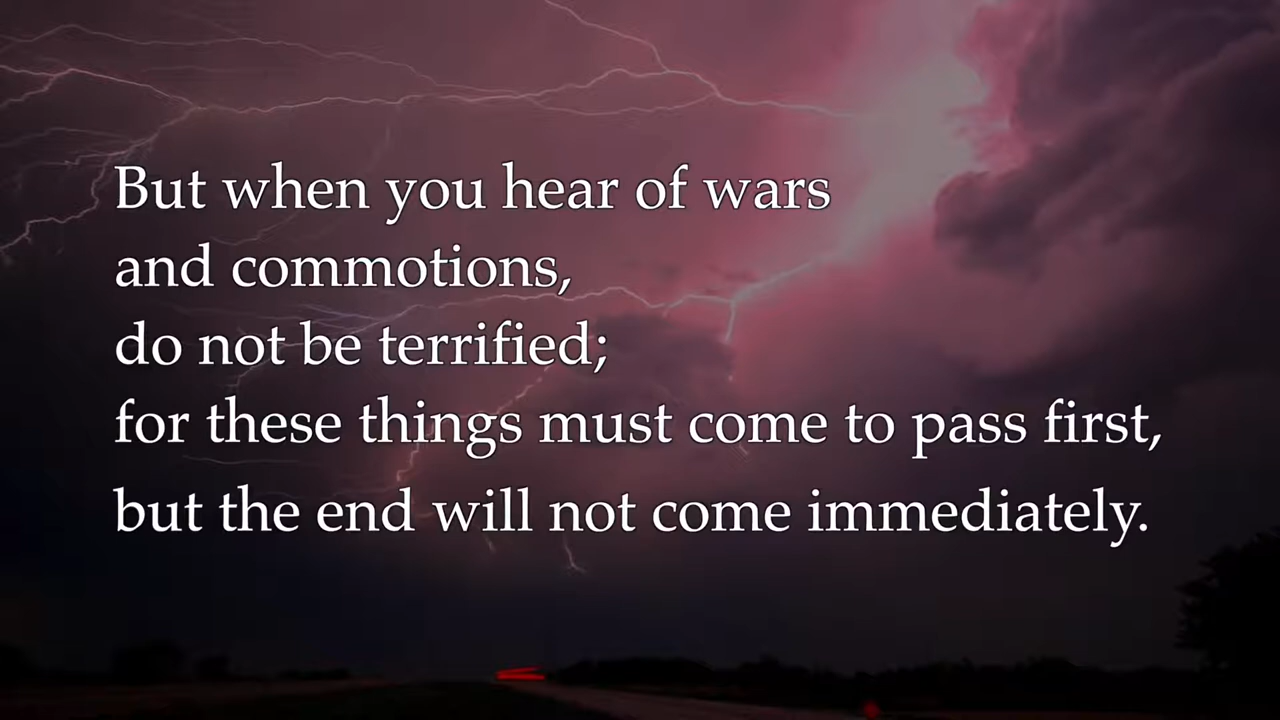 But when you hear of wars
and commotions,
do not be terrified;
for these things must come to pass first,
but the end will not come immediately.